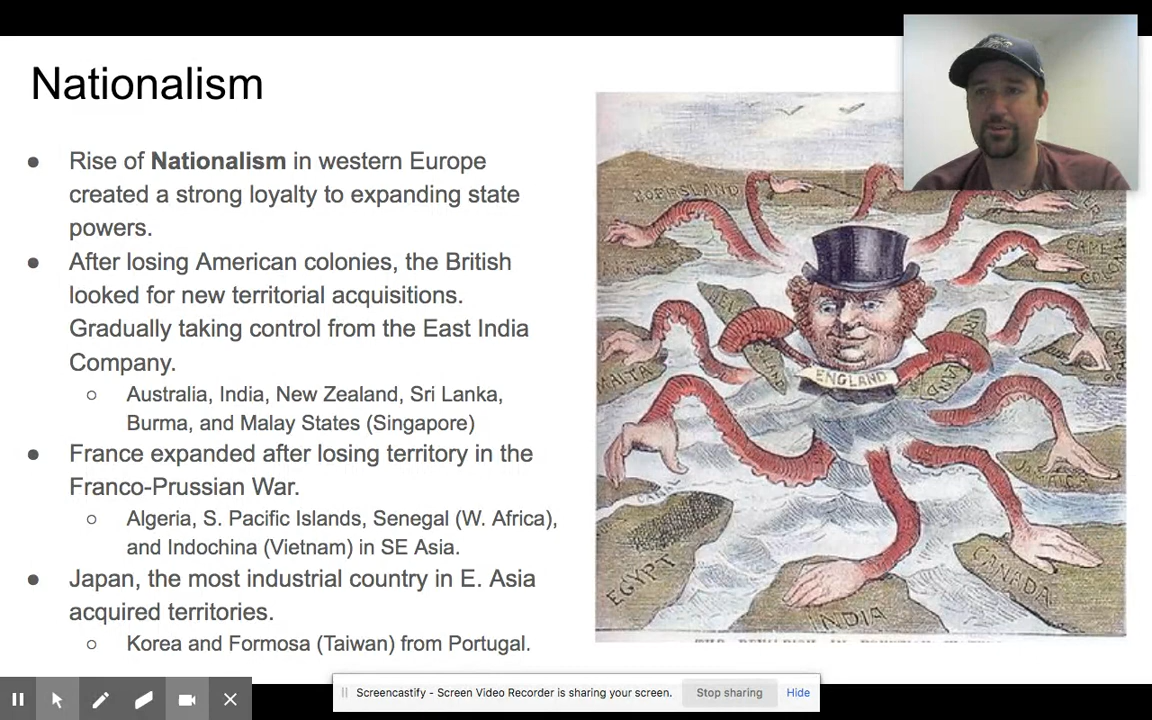 Nationalism
● Rise of Nationalism in western Europe
created a strong loyalty to expanding state
powers.
● After losing American colonies, the British
looked for new territorial acquisitions.
Gradually taking control from the East India
Company.
○ Australia, India, New Zealand, Sri Lanka,
Burma, and Malay States (Singapore)
● France expanded after losing territory in the
Franco-Prussian War.
○ Algeria, S. Pacific Islands, Senegal (W. Africa),
and Indochina (Vietnam) in SE Asia.
● Japan, the most industrial country in E. Asia
acquired territories.
○ Korea and Formosa (Taiwan) from Portugal.
BOERSLAND
ENGLAND
MALTA
JAMAICA
EGYPT
CANADA
INDIA
Screencastify - Screen Video Recorder is sharing your screen.
Stop sharing
Hide